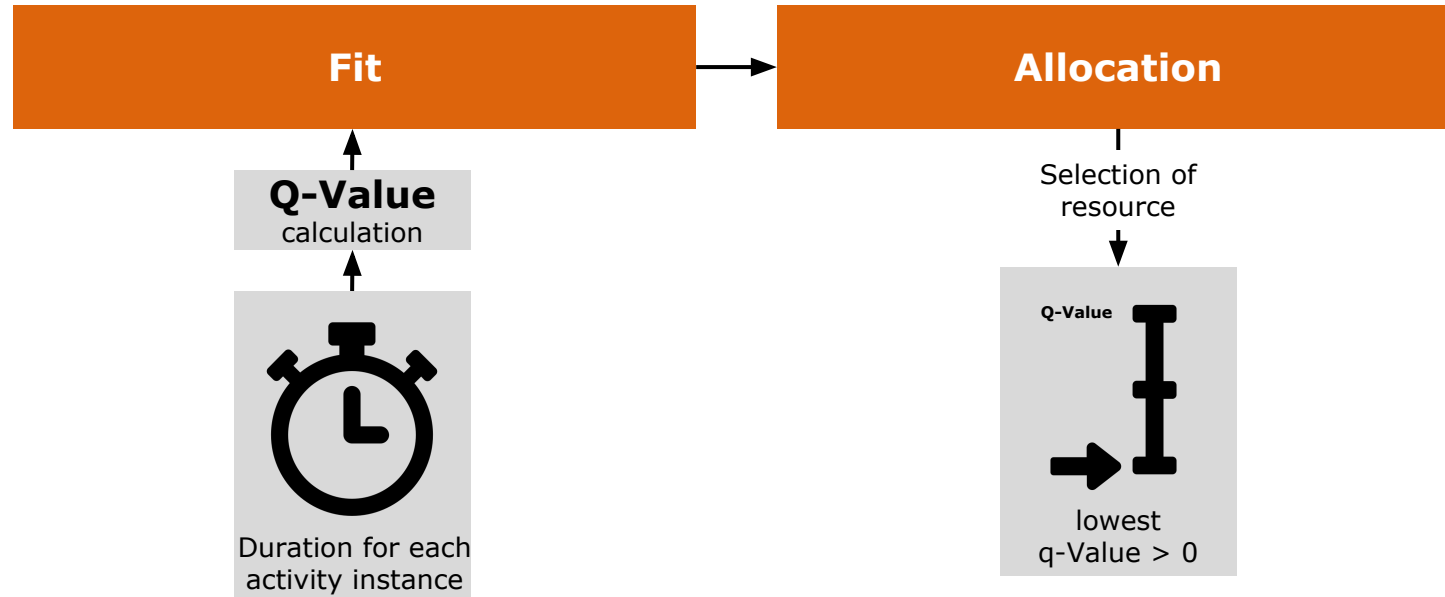 Fit
Allocation
Q-Value
calculation
Duration for each
activity instance
Selection of
resource
Q-Value
lowest
q-Value > 0